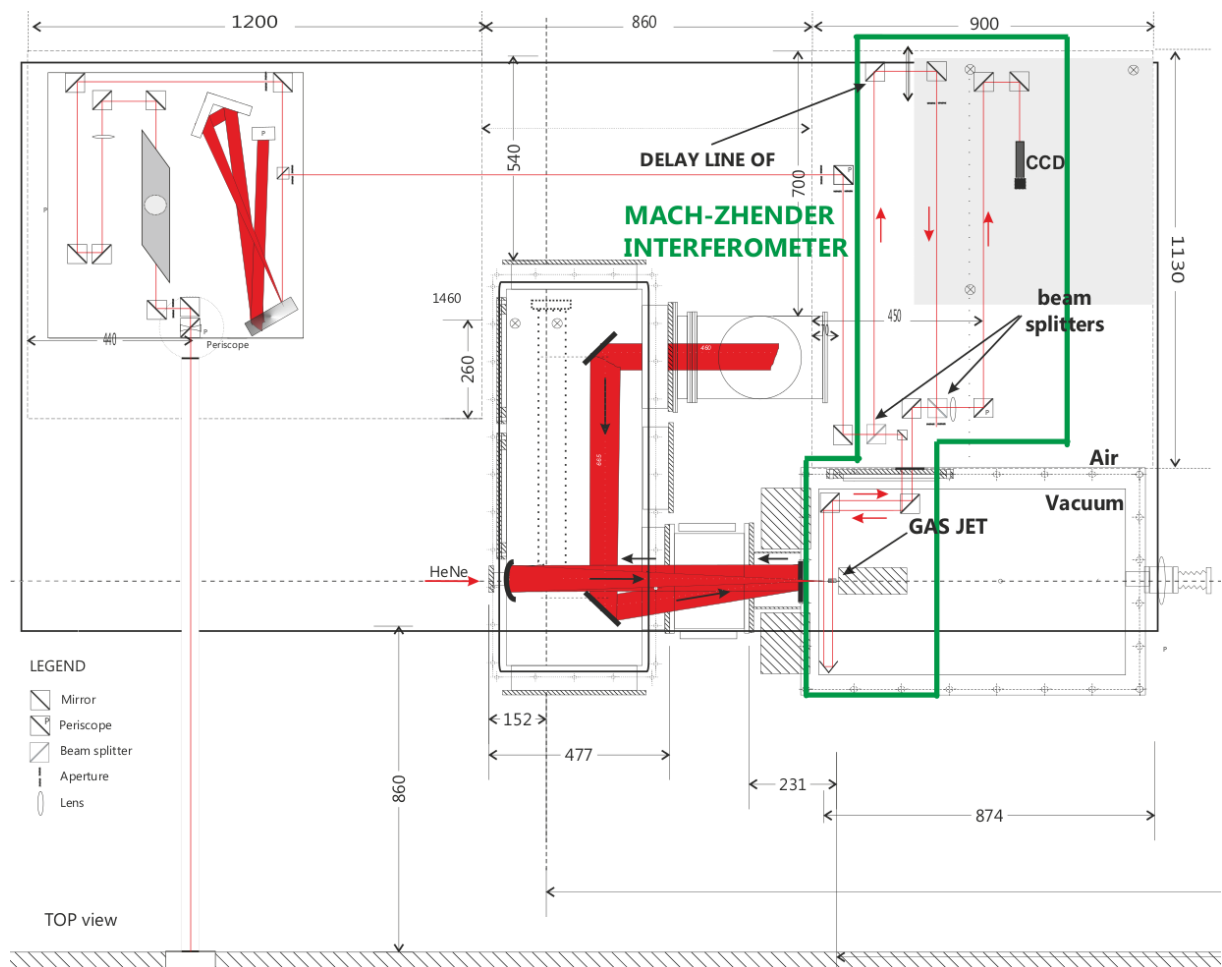 1200
860
900
540
DELAY LINE OF
700
CCD
P
P
P
MACH-ZHENDER
INTERFEROMETER
1130
1460
beam
splitters
450
70
440
P
Periscope
260
460
665
P
Air
Vacuum
GAS JET
HeNe
P
LEGEND
Mirror
P
Periscope
Beam splitter
Aperture
Lens
152
477
231
874
860
TOP view